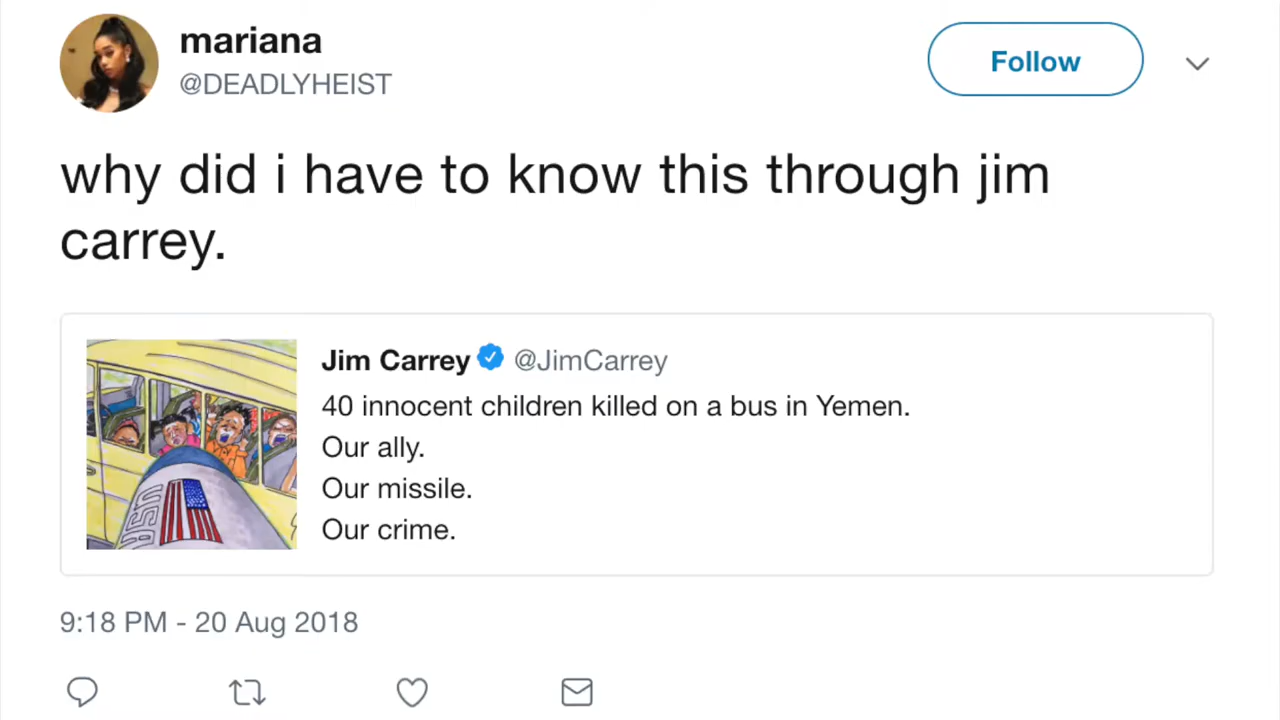 mariana
@DEADLYHEIST
Follow
why did i have to know this through jim
carrey.
Jim Carrey @JimCarrey
40 innocent children killed on a bus in Yemen.
Our ally.
Our missile.
Our crime.
USA
9:18 PM - 20 Aug 2018